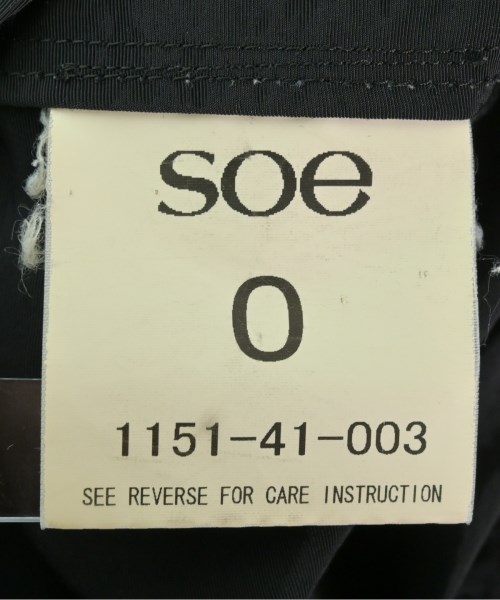 soe
0
1151-41-003
SEE REVERSE FOR CARE INSTRUCTION